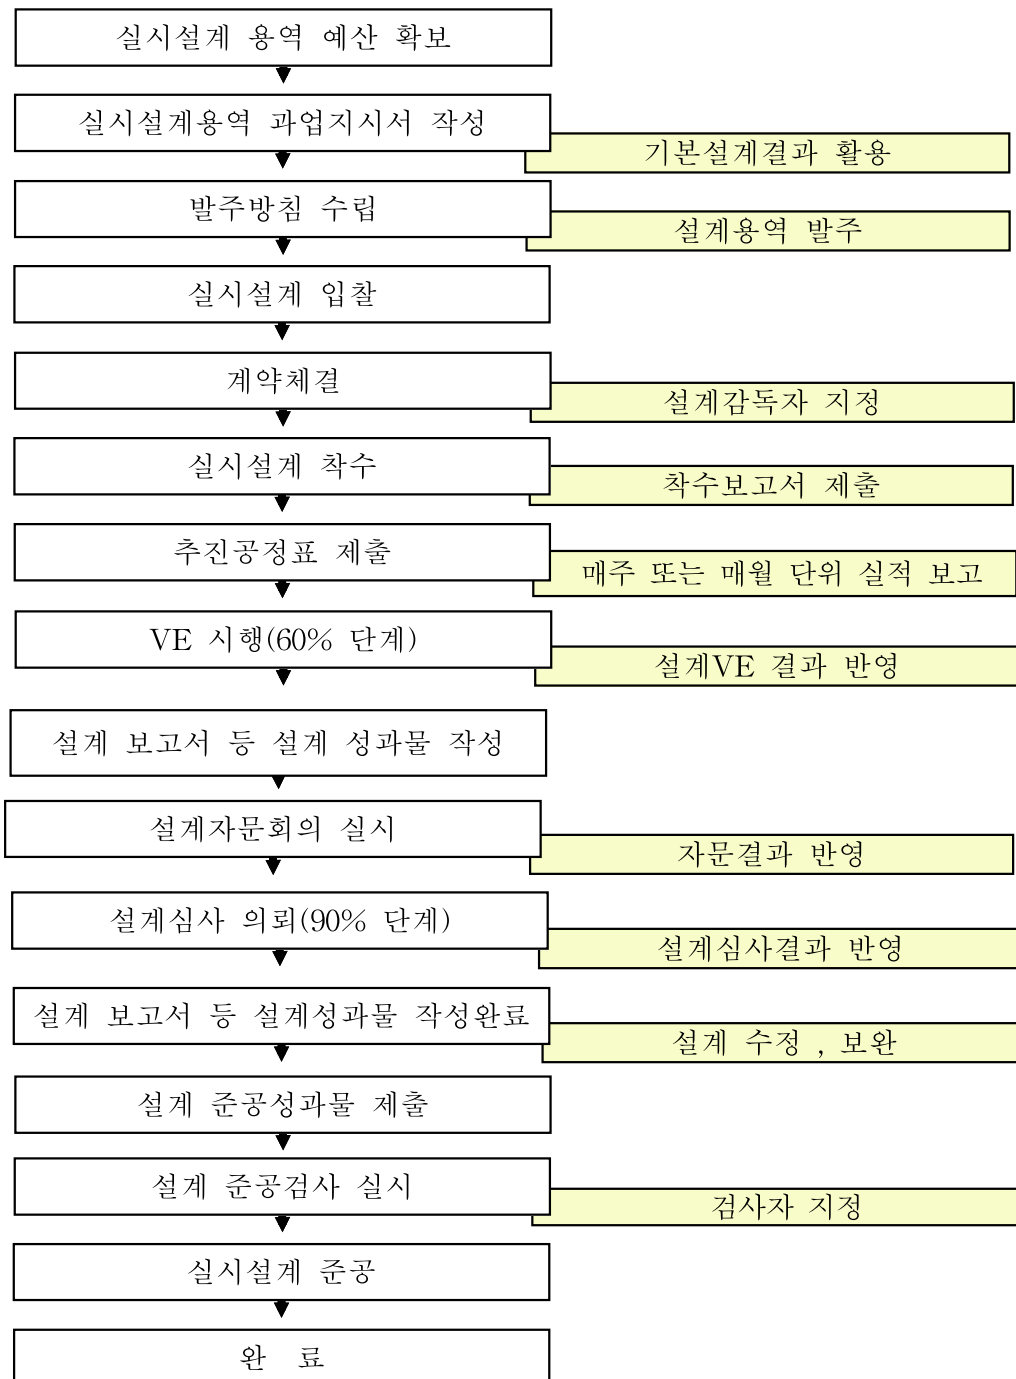 실시설계 용역 예산 확보
실시설계용역 과업지시서 작성
기본설계결과 활용
발주방침 수립
설계용역 발주
실시설계 입찰
계약체결
설계감독자 지정
실시설계 착수
착수보고서 제출
추진공정표 제출
매주 또는 매월 단위 실적 보고
VE 시행(60% 단계)
설계VE 결과 반영
설계 보고서 등 설계 성과물 작성
설계자문회의 실시
자문결과 반영
설계심사 의뢰(90% 단계)
설계심사결과 반영
설계 보고서 등 설계성과물 작성완료
설계 수정 , 보완
설계 준공성과물 제출
설계 준공검사 실시
검사자 지정
실시설계 준공
완 료